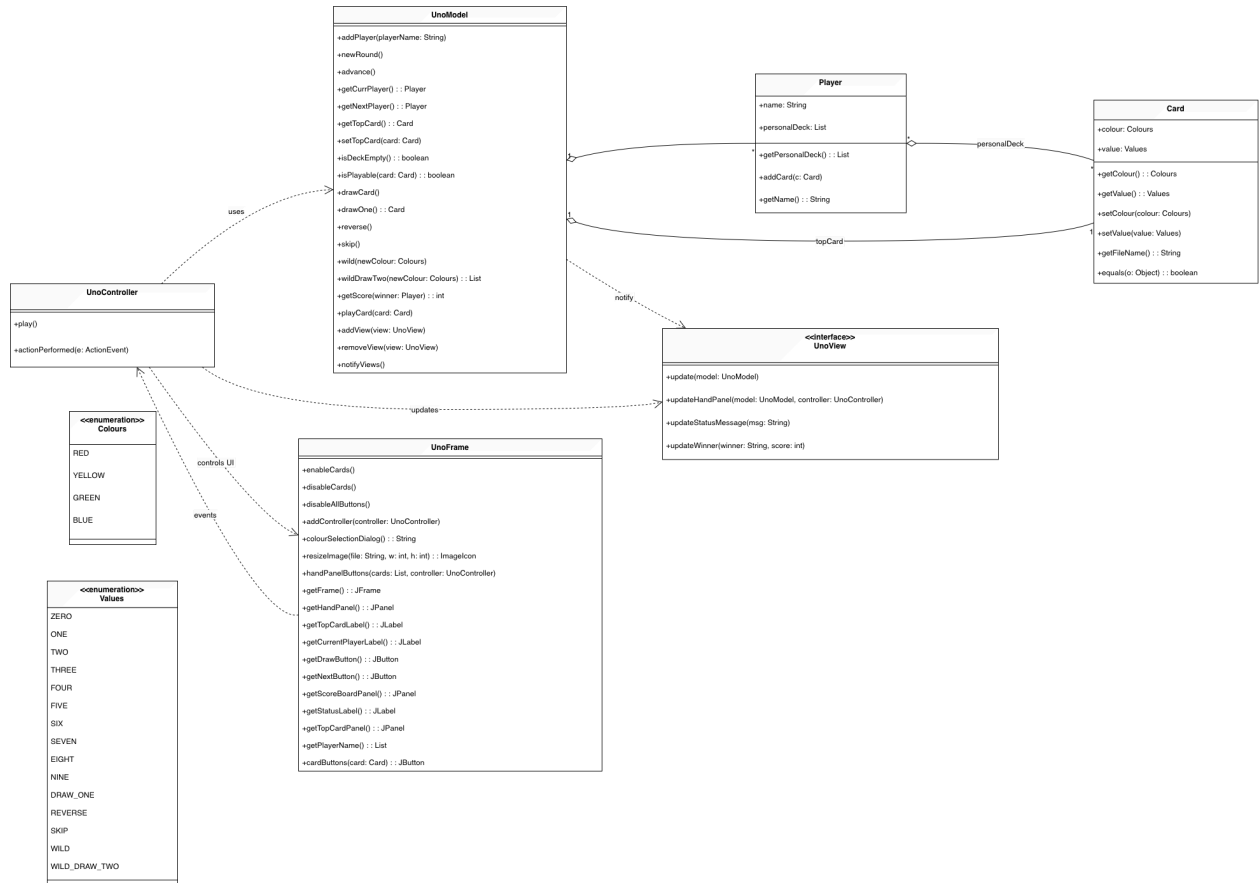 UnoModel
+addPlayer(playerName: String)
+newRound()
+advance()
+getCurrPlayer() : : Player
+getNextPlayer() : : Player
+getTopCard() : : Card
+setTopCard(card: Card)
+isDeckEmpty() : : boolean
+isPlayable(card: Card) : : boolean
+drawCard()
+drawOne() : : Card
+reverse()
+skip()
+wild(newColour: Colours)
+wildDrawTwo(newColour: Colours) : : List
+getScore(winner: Player) : : int
+playCard(card: Card)
+addView(view: UnoView)
+removeView(view: UnoView)
+notifyViews()
1
*
1
topCard
1
Player
+name: String
+personalDeck: List
+getPersonalDeck() : : List
+addCard(c: Card)
+getName() : : String
*
personalDeck
*
Card
+colour: Colours
+value: Values
+getColour() : : Colours
+getValue() : : Values
+setColour(colour: Colours)
+setValue(value: Values)
+getFileName() : : String
+equals(o: Object) : : boolean
uses
notify
UnoController
+play()
+actionPerformed(e: ActionEvent)
updates
controls UI
events
<<interface>>
UnoView
+update(model: UnoModel)
+updateHandPanel(model: UnoModel, controller: UnoController)
+updateStatusMessage(msg: String)
+updateWinner(winner: String, score: int)
<<enumeration>>
Colours
RED
YELLOW
GREEN
BLUE
UnoFrame
+enableCards()
+disableCards()
+disableAllButtons()
+addController(controller: UnoController)
+colourSelectionDialog() : : String
+resizeImage(file: String, w: int, h: int) : : ImageIcon
+handPanelButtons(cards: List, controller: UnoController)
+getFrame() : : JFrame
+getHandPanel() : : JPanel
+getTopCardLabel() : : JLabel
+getCurrentPlayerLabel() : : JLabel
+getDrawButton() : : JButton
+getNextButton() : : JButton
+getScoreBoardPanel() : : JPanel
+getStatusLabel() : : JLabel
+getTopCardPanel() : : JPanel
+getPlayerName() : : List
+cardButtons(card: Card) : : JButton
<<enumeration>>
Values
ZERO
ONE
TWO
THREE
FOUR
FIVE
SIX
SEVEN
EIGHT
NINE
DRAW_ONE
REVERSE
SKIP
WILD
WILD_DRAW_TWO